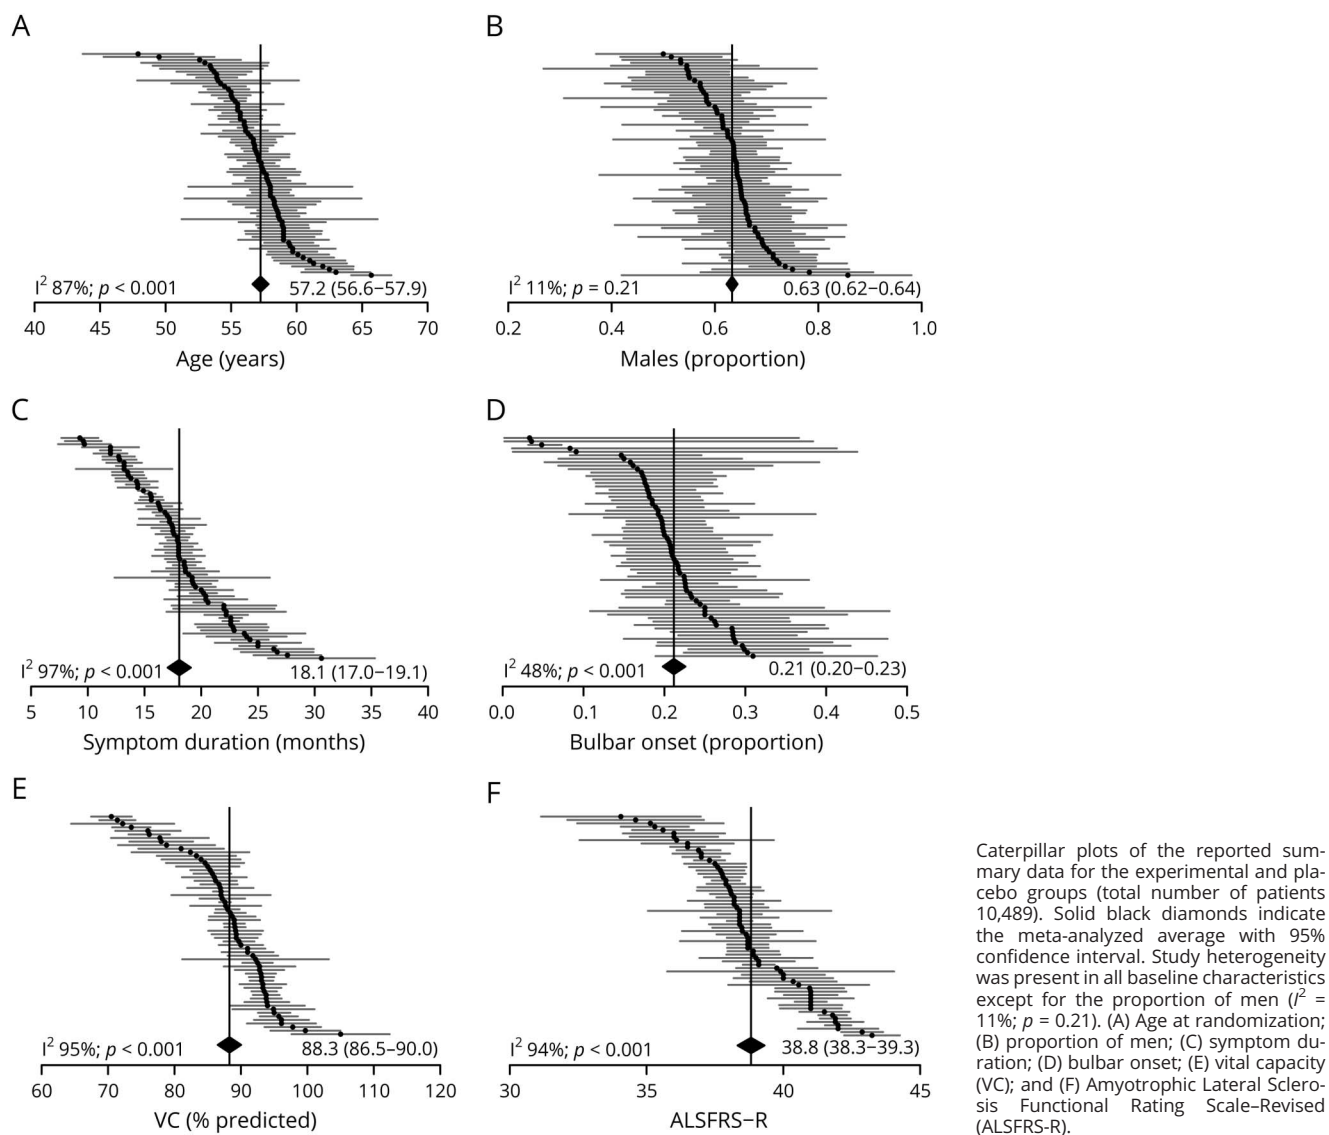 A
I² 87%; p < 0.001
57.2 (56.6−57.9)
40 45 50 55 60 65 70
Age (years)
B
I² 11%; p = 0.21
0.63 (0.62−0.64)
0.2 0.4 0.6 0.8 1.0
Males (proportion)
C
I² 97%; p < 0.001
18.1 (17.0−19.1)
5 10 15 20 25 30 35 40
Symptom duration (months)
D
I² 48%; p < 0.001
0.21 (0.20−0.23)
0.0 0.1 0.2 0.3 0.4 0.5
Bulbar onset (proportion)
E
I² 95%; p < 0.001
88.3 (86.5−90.0)
60 70 80 90 100 110 120
VC (% predicted)
F
I² 94%; p < 0.001
38.8 (38.3−39.3)
30 35 40 45
ALSFRS−R
Caterpillar plots of the reported sum-
mary data for the experimental and pla-
cebo groups (total number of patients
10,489). Solid black diamonds indicate
the meta-analyzed average with 95%
confidence interval. Study heterogeneity
was present in all baseline characteristics
except for the proportion of men (I² =
11%; p = 0.21). (A) Age at randomization;
(B) proportion of men; (C) symptom du-
ration; (D) bulbar onset; (E) vital capacity
(VC); and (F) Amyotrophic Lateral Sclero-
sis Functional Rating Scale–Revised
(ALSFRS-R).